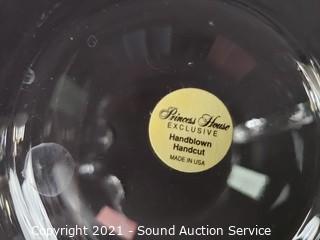 Princess House
EXCLUSIVE
Handblown
Handcut
MADE IN USA
Copyright 2021 - Sound Auction Service